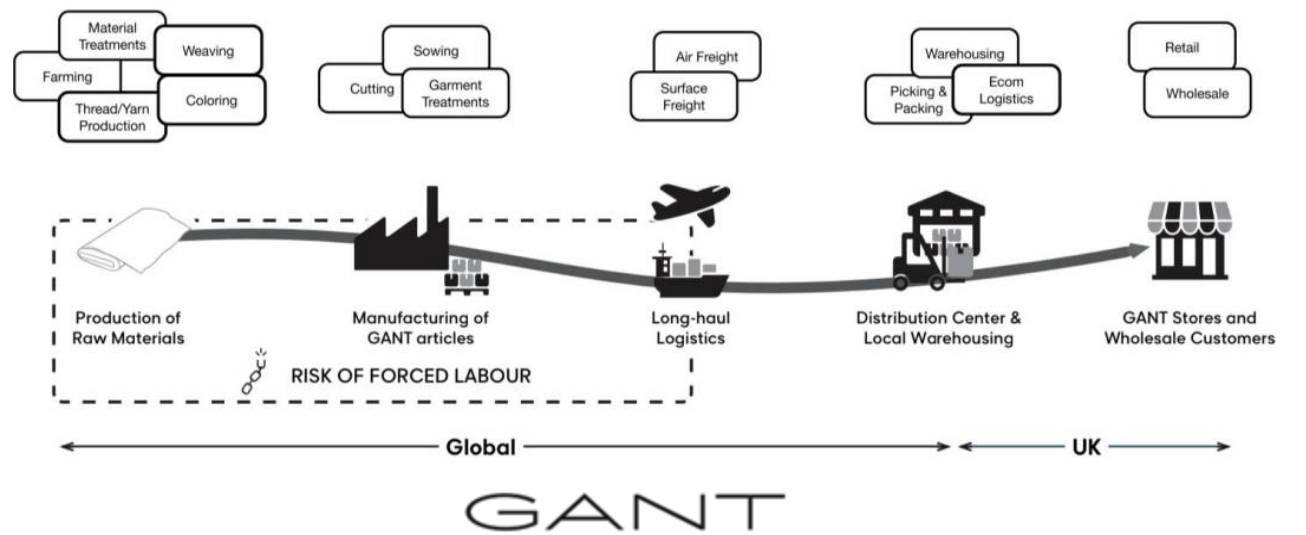 Material
Treatments
Weaving
Farming
Coloring
Thread/Yarn
Production
Sowing
Cutting
Garment
Treatments
Air Freight
Surface
Freight
Warehousing
Picking &
Packing
Ecom
Logistics
Retail
Wholesale
Production of
Raw Materials
Manufacturing of
GANT articles
Long-haul
Logistics
Distribution Center &
Local Warehousing
GANT Stores and
Wholesale Customers
RISK OF FORCED LABOUR
Global
UK
GANT